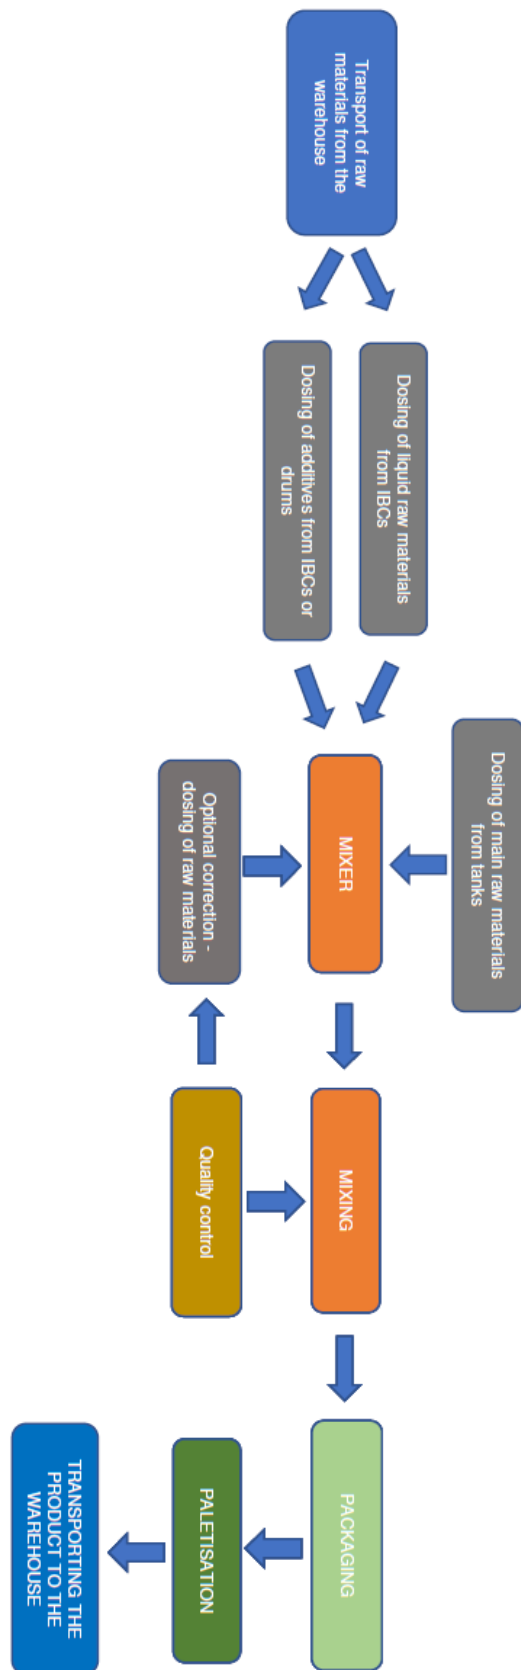 Transport of raw
materials from the
warehouse
Dosing of liquid raw materials
from IBCs
Dosing of additives from IBCs or
drums
Dosing of main raw materials
from tanks
MIXER
Optional correction -
dosing of raw materials
MIXING
Quality control
PACKAGING
PALETISATION
TRANSPORTING THE
PRODUCT TO THE
WAREHOUSE